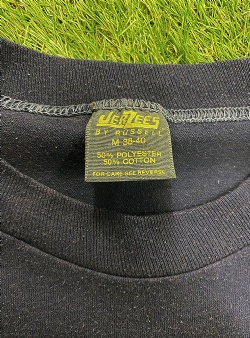 JERZEES
BY RUSSELL
M-38-40
50% POLYESTER
50% COTTON
FOR CARE SEE REVERSE